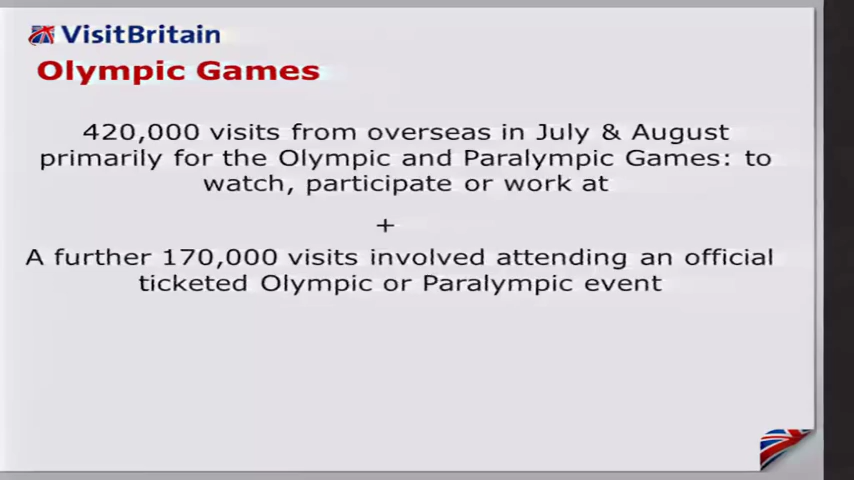 VisitBritain
Olympic Games
420,000 visits from overseas in July & August
primarily for the Olympic and Paralympic Games: to
watch, participate or work at
+
A further 170,000 visits involved attending an official
ticketed Olympic or Paralympic event